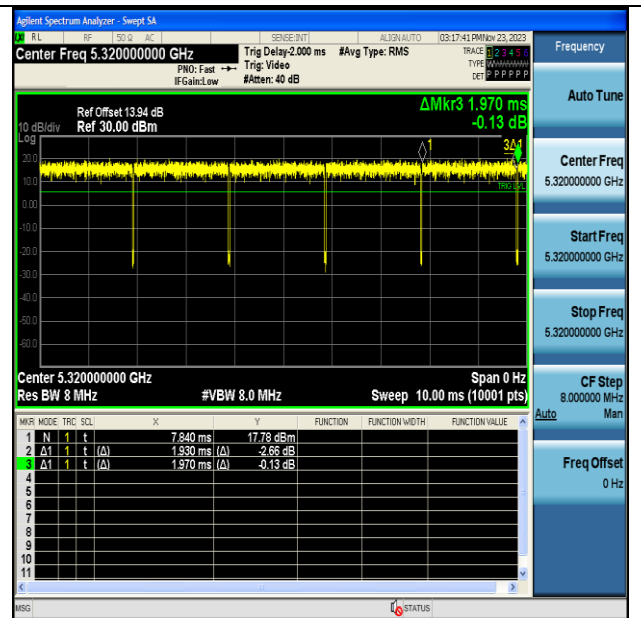 Agilent Spectrum Analyzer - Swept SA
RL RF 50 Ω AC SENSE:INT ALIGN AUTO 03:17:41 PM Nov 23, 2023
Center Freq 5.320000000 GHz Trig Delay-2.000 ms #Avg Type: RMS TRACE 1 2 3 4 5 6
PNO: Fast Trig: Video TYPE
IFGain:Low #Atten: 40 dB DET P P P P P P
Frequency
Auto Tune
Center Freq
5.320000000 GHz
Start Freq
5.320000000 GHz
Stop Freq
5.320000000 GHz
CF Step
8.000000 MHz
Auto Man
Freq Offset
0 Hz
ΔMkr3 1.970 ms
-0.13 dB
Ref Offset 13.94 dB
10 dB/div Ref 30.00 dBm
Log
1
3Δ1
20.0
10.0
TRIG LVL
0.00
-10.0
-20.0
-30.0
-40.0
-50.0
-60.0
Center 5.320000000 GHz Span 0 Hz
Res BW 8 MHz #VBW 8.0 MHz Sweep 10.00 ms (10001 pts)
MKR MODE TRC SCL X Y FUNCTION FUNCTION WIDTH FUNCTION VALUE
1 N 1 t 7.840 ms 17.78 dBm
2 Δ1 1 t (Δ) 1.930 ms (Δ) -2.66 dB
3 Δ1 1 t (Δ) 1.970 ms (Δ) -0.13 dB
4
5
6
7
8
9
10
11
MSG STATUS